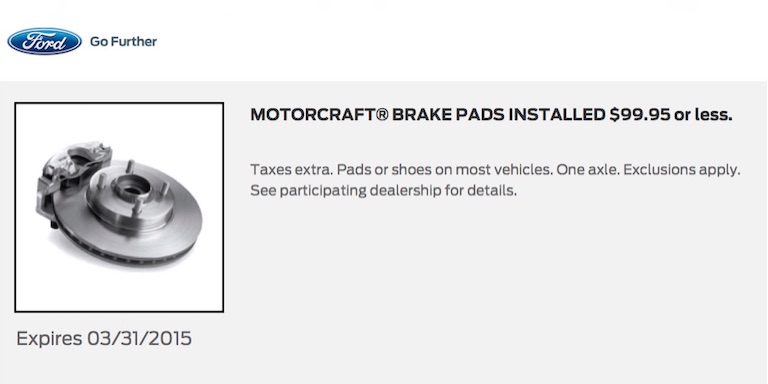 Ford Go Further
MOTORCRAFT® BRAKE PADS INSTALLED $99.95 or less.
Taxes extra. Pads or shoes on most vehicles. One axle. Exclusions apply.
See participating dealership for details.
Expires 03/31/2015